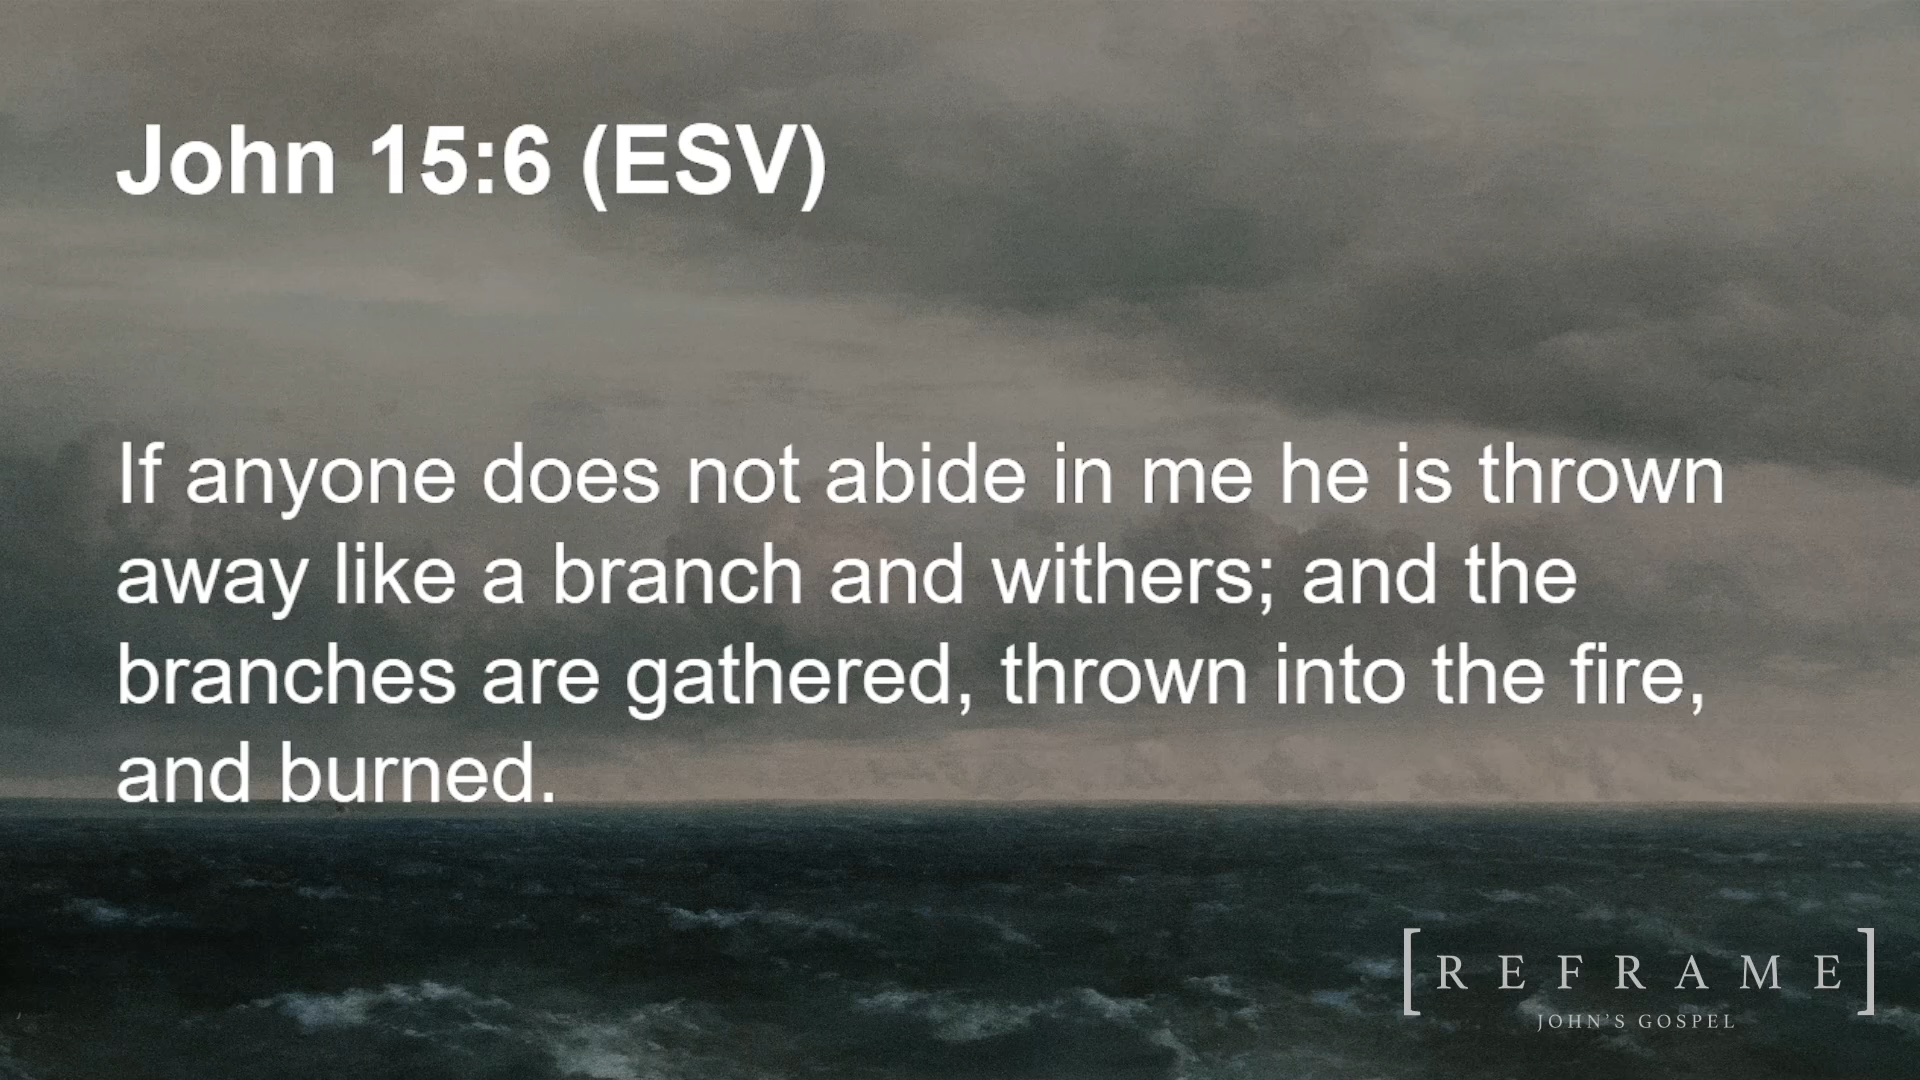 John 15:6 (ESV)
If anyone does not abide in me he is thrown
away like a branch and withers; and the
branches are gathered, thrown into the fire,
and burned.
[REFRAME]
JOHN'S GOSPEL